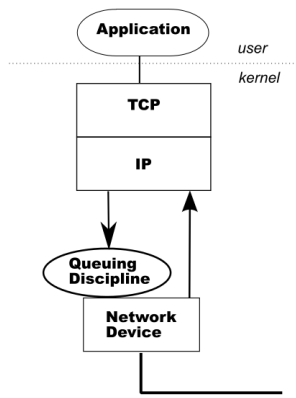 Application
user
kernel
TCP
IP
Queuing
Discipline
Network
Device